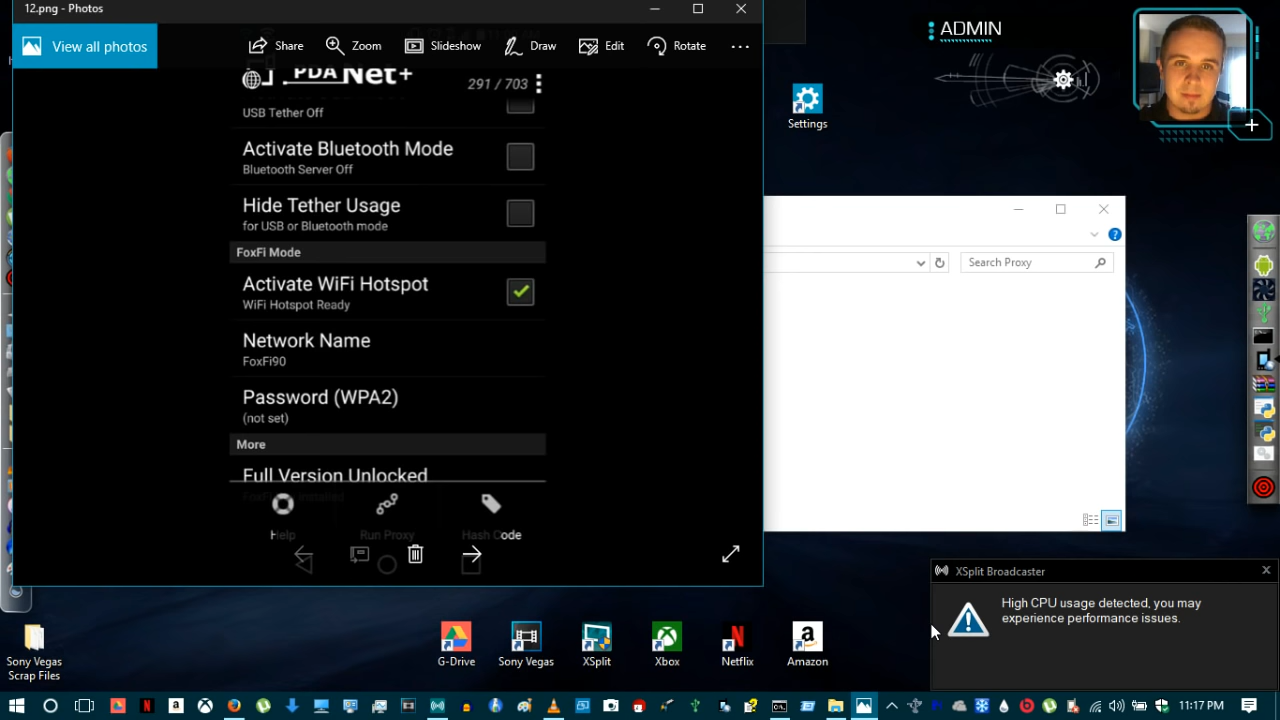 12.png - Photos
View all photos
Share
Zoom
Slideshow
Draw
Edit
Rotate
PDA Net+
291 / 703
USB Tether Off
Activate Bluetooth Mode
Bluetooth Server Off
Hide Tether Usage
for USB or Bluetooth mode
FoxFi Mode
Activate WiFi Hotspot
WiFi Hotspot Ready
Network Name
FoxFi90
Password (WPA2)
(not set)
More
Full Version Unlocked
Help
Run Proxy
Hash Code
ADMIN
Settings
Search Proxy
XSplit Broadcaster
High CPU usage detected, you may
experience performance issues.
Sony Vegas
Scrap Files
G-Drive
Sony Vegas
XSplit
Xbox
Netflix
Amazon
11:17 PM